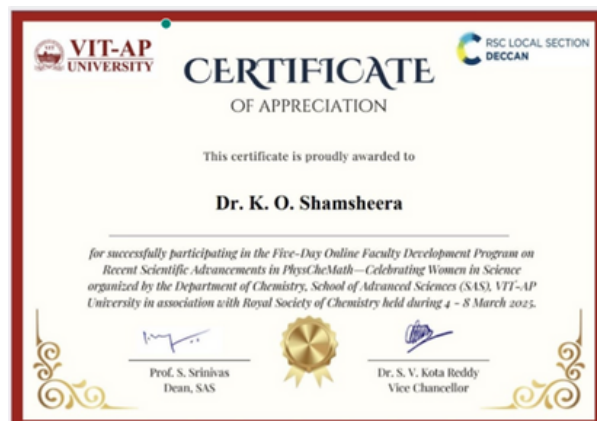 VIT-AP
UNIVERSITY
RSC LOCAL SECTION
DECCAN
CERTIFICATE
OF APPRECIATION
This certificate is proudly awarded to
Dr. K. O. Shamsheera
for successfully participating in the Five-Day Online Faculty Development Program on
Recent Scientific Advancements in PhysCheMath—Celebrating Women in Science
organized by the Department of Chemistry, School of Advanced Sciences (SAS), VIT-AP
University in association with Royal Society of Chemistry held during 4 - 8 March 2025.
Prof. S. Srinivas
Dean, SAS
Dr. S. V. Kota Reddy
Vice Chancellor